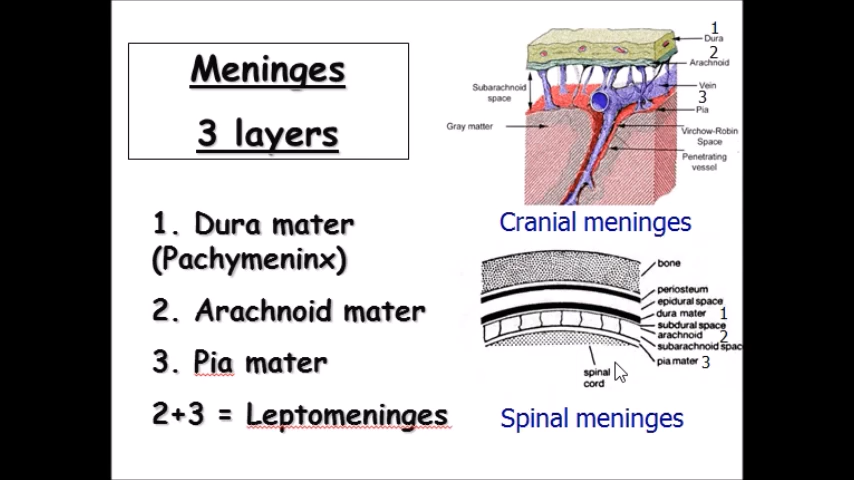 Meninges
3 layers
1. Dura mater
(Pachymeninx)
2. Arachnoid mater
3. Pia mater
2+3 = Leptomeninges
1
Dura
2
Arachnoid
Subarachnoid
space
Vein
3
Pia
Gray matter
Virchow-Robin
Space
Penetrating
vessel
Cranial meninges
bone
periosteum
epidural space
dura mater 1
subdural space
arachnoid 2
subarachnoid spac
pia mater 3
spinal
cord
Spinal meninges